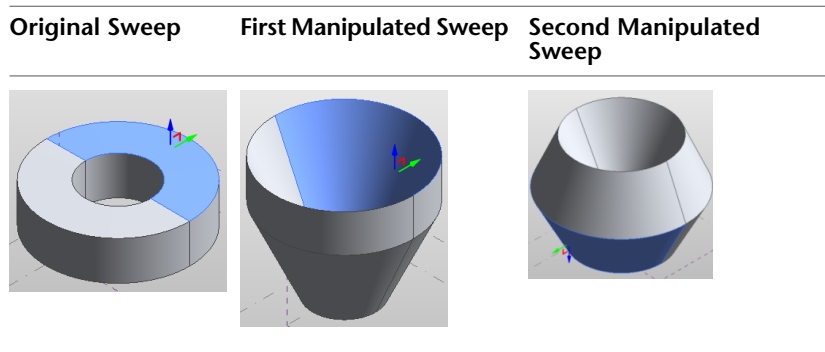 Original Sweep
First Manipulated Sweep
Second Manipulated
Sweep